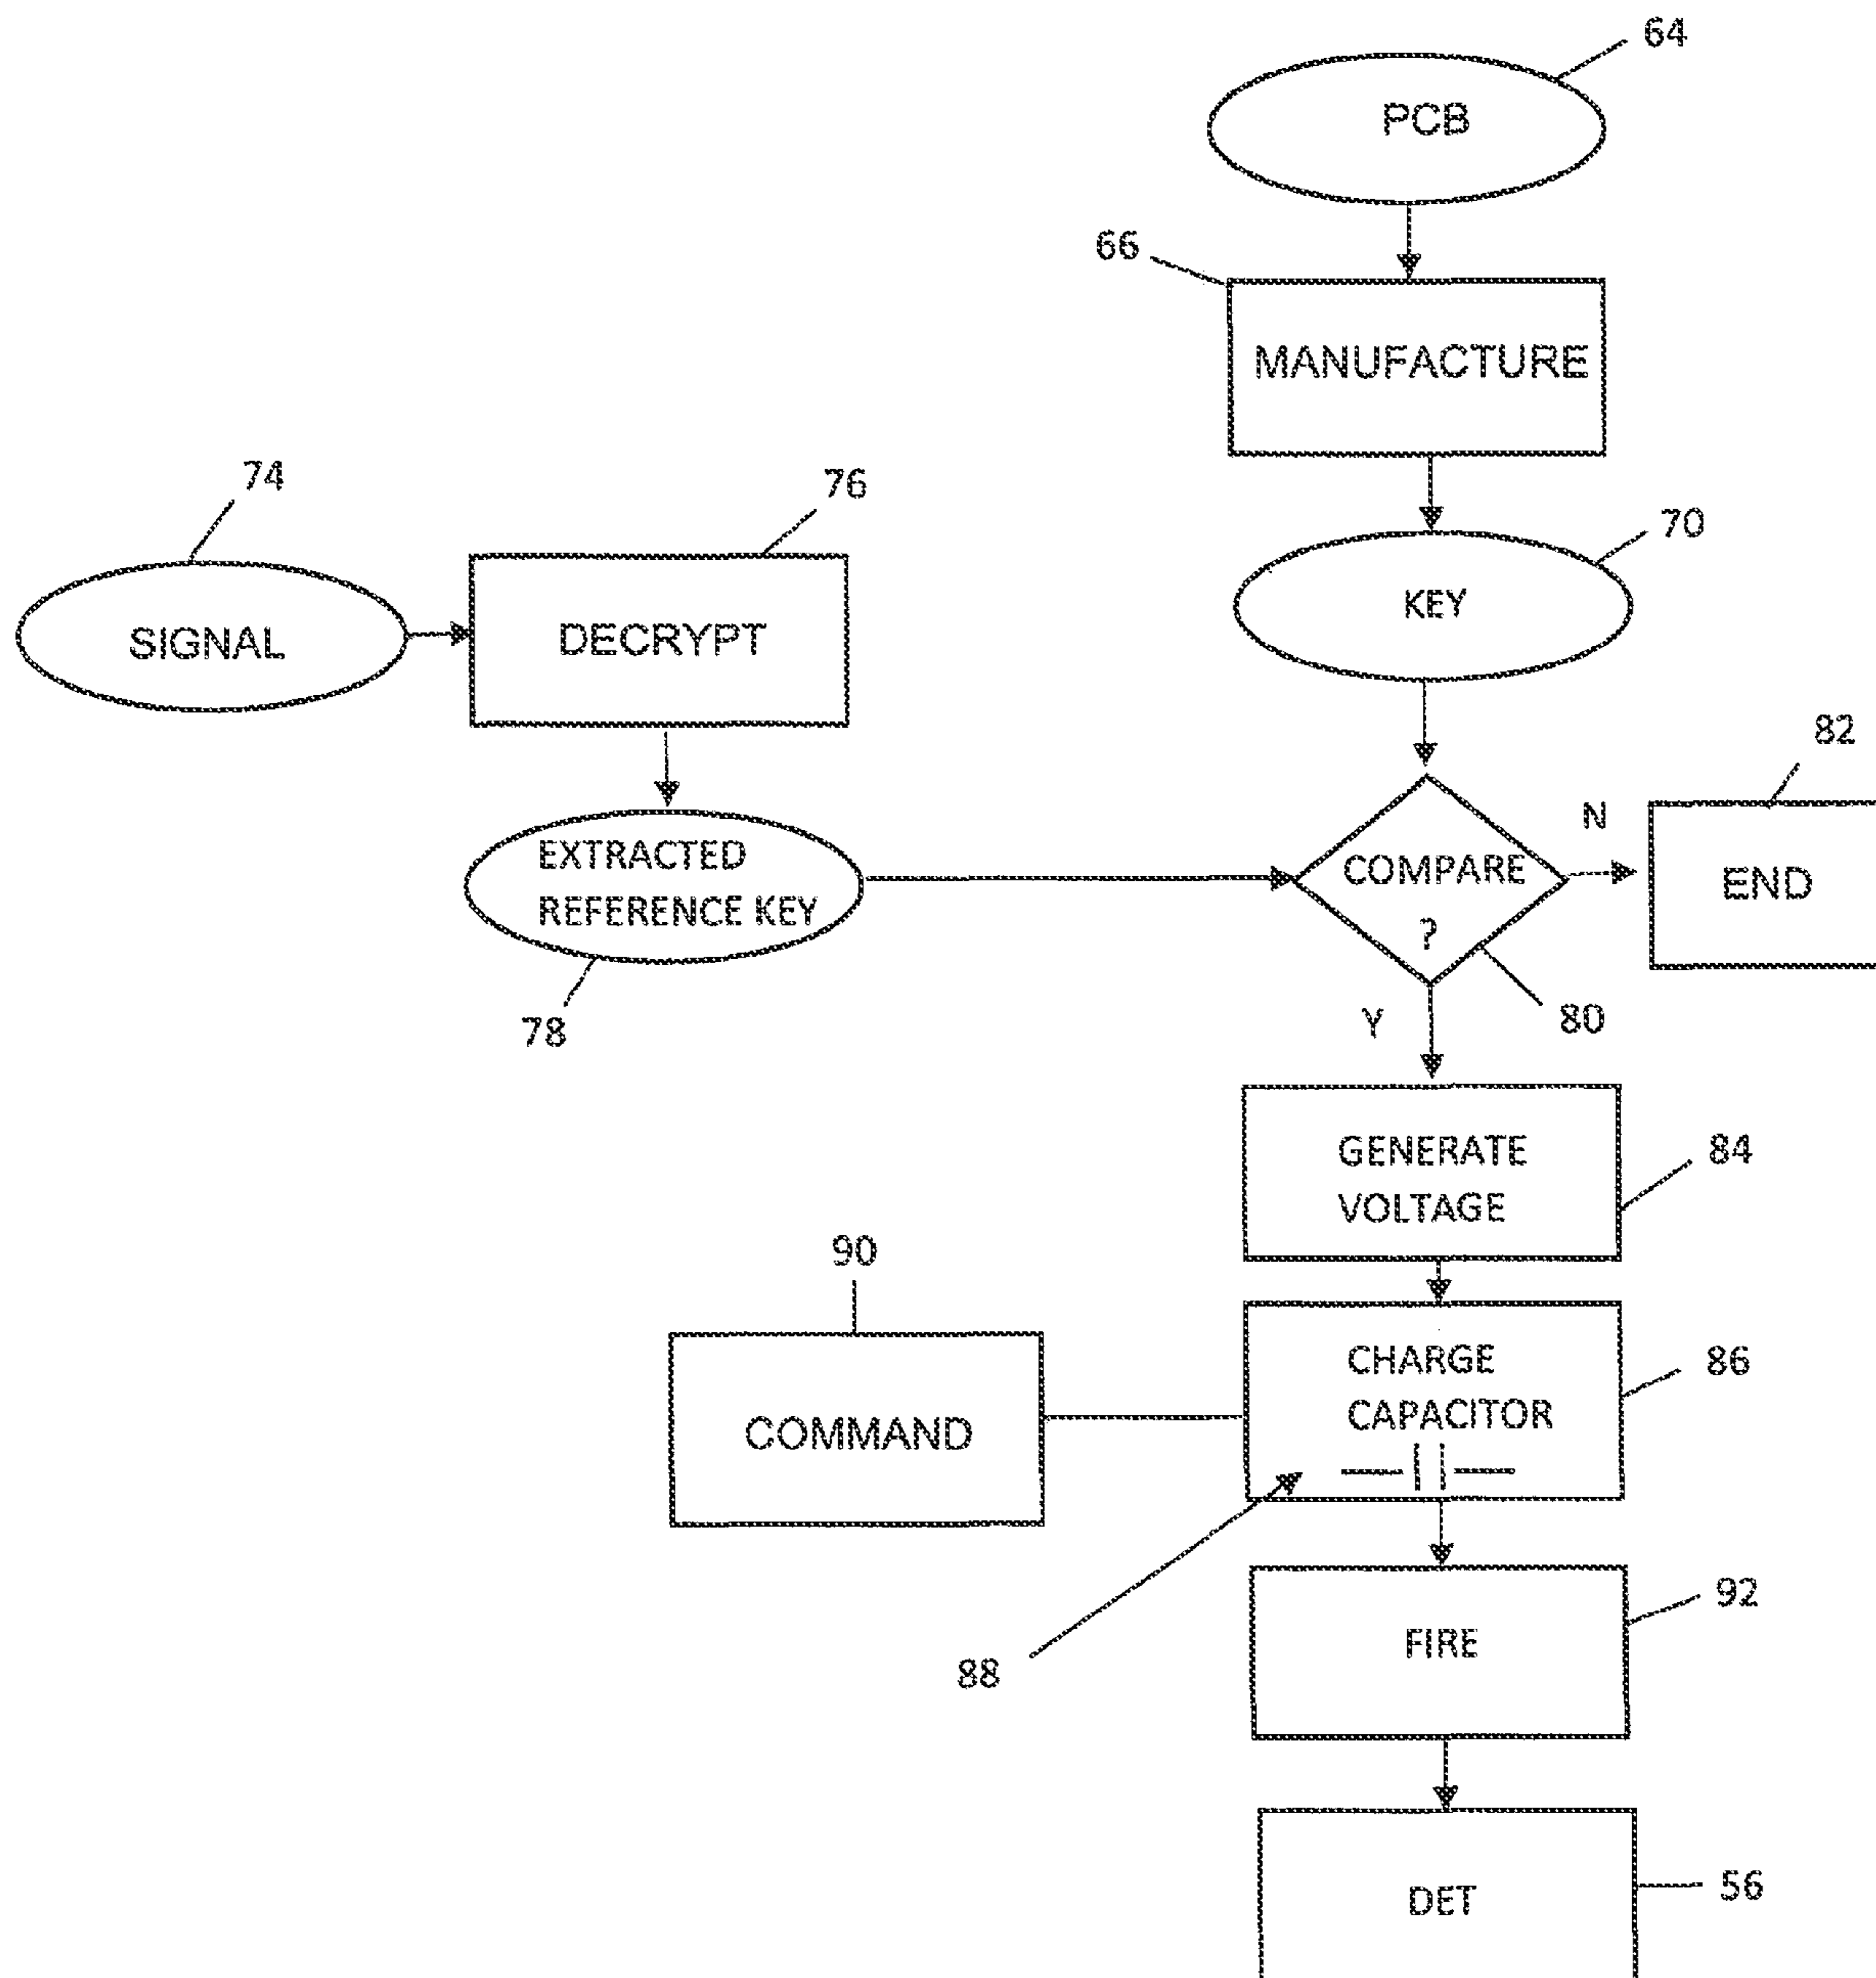 64
PCB
66
MANUFACTURE
74
76
70
SIGNAL
DECRYPT
KEY
82
EXTRACTED
REFERENCE KEY
COMPARE
?
N
END
78
80
Y
GENERATE
VOLTAGE
84
90
COMMAND
CHARGE
CAPACITOR
86
88
FIRE
92
DET
56